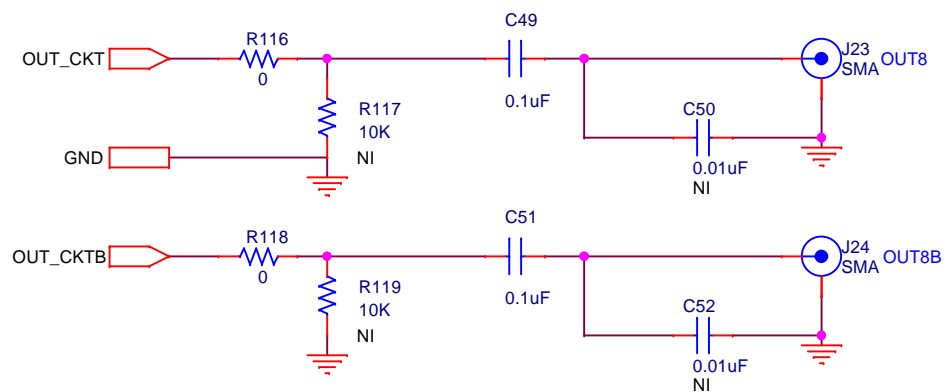 C49
R116
OUT_CKT
0
0.1uF
J23
SMA
OUT8
R117
10K
NI
C50
0.01uF
NI
GND
C51
R118
OUT_CKTB
0
0.1uF
J24
SMA
OUT8B
R119
10K
NI
C52
0.01uF
NI